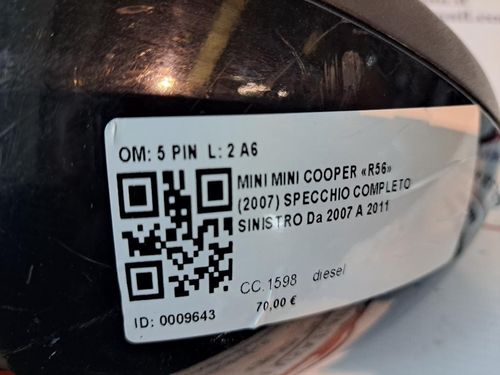 OM: 5 PIN L: 2 A6
MINI MINI COOPER «R56»
(2007) SPECCHIO COMPLETO
SINISTRO Da 2007 A 2011
CC.1598 diesel
70,00 €
ID: 0009643